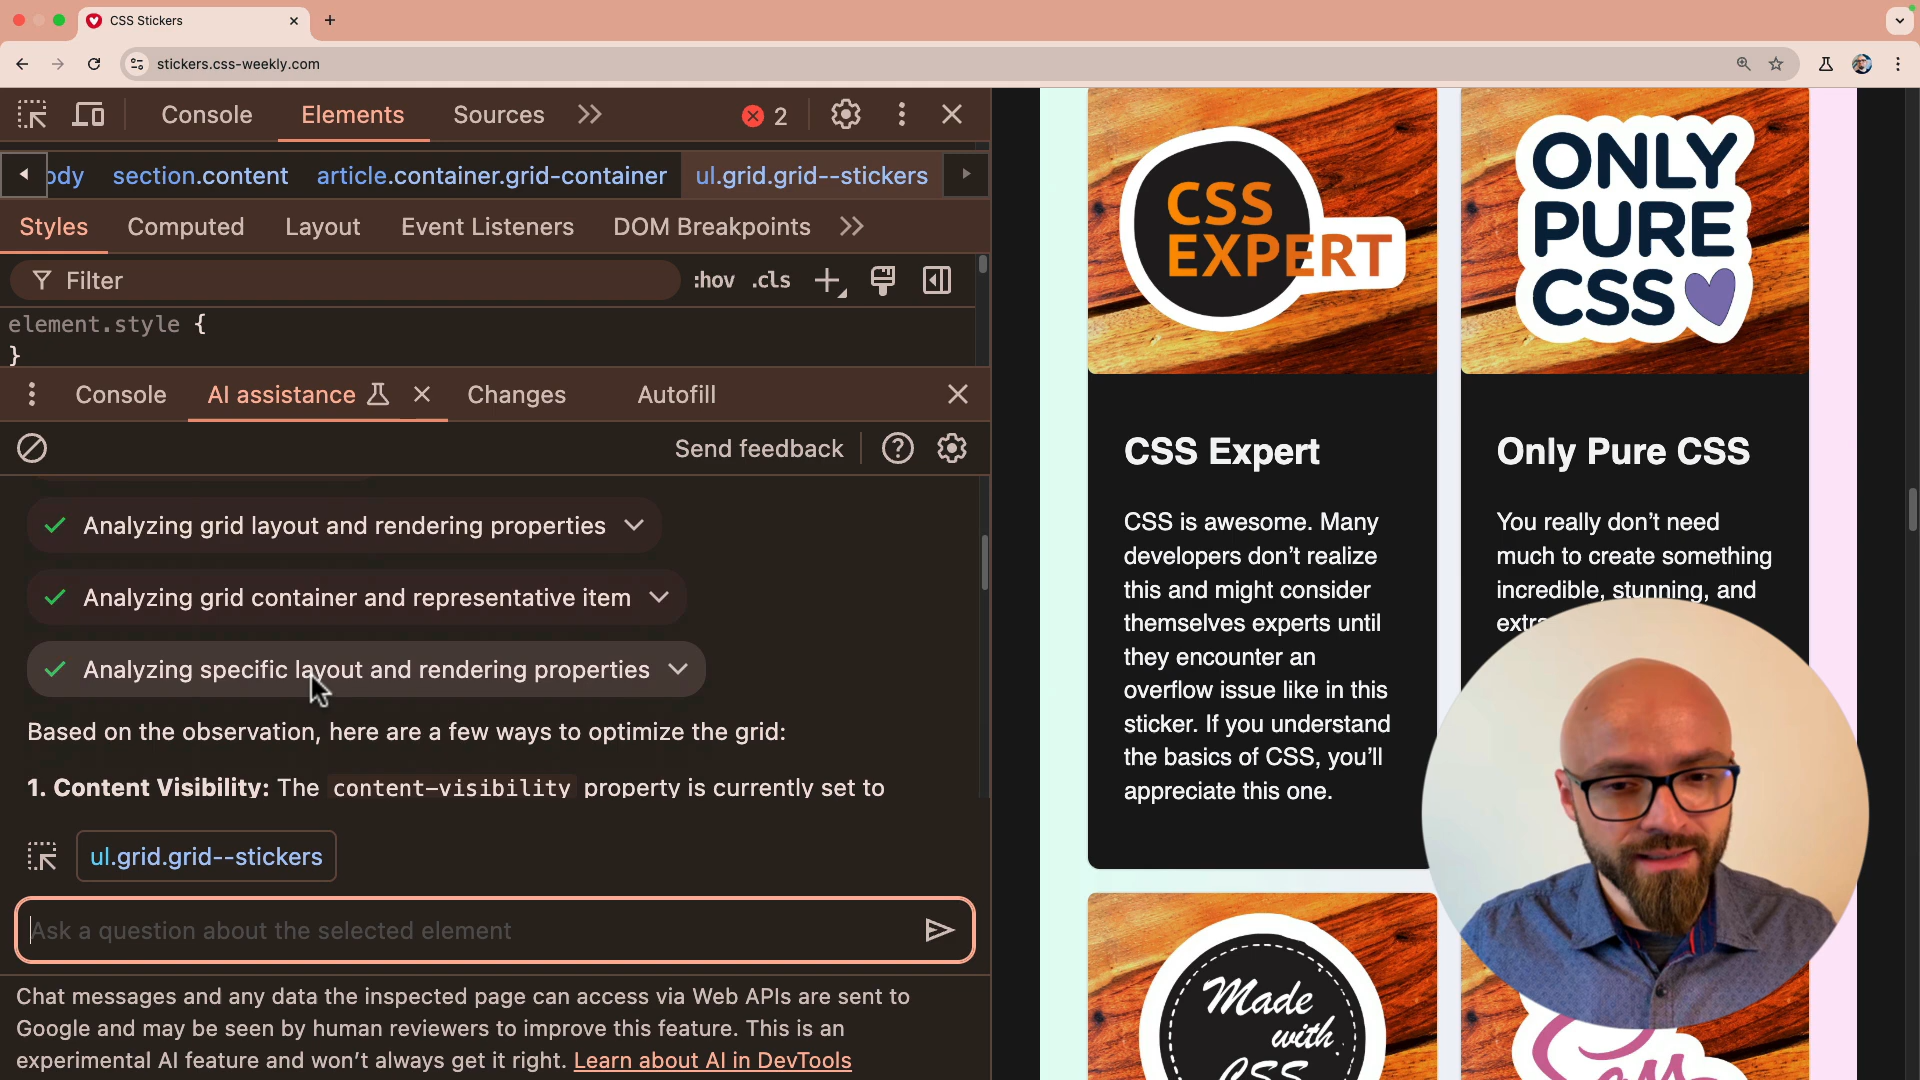 CSS Stickers
stickers.css-weekly.com
Console
Elements
Sources
2
ody
section.content
article.container.grid-container
ul.grid.grid--stickers
Styles
Computed
Layout
Event Listeners
DOM Breakpoints
Filter
:hov
.cls
element.style {
}
Console
AI assistance
Changes
Autofill
Send feedback
Analyzing grid layout and rendering properties
Analyzing grid container and representative item
Analyzing specific layout and rendering properties
Based on the observation, here are a few ways to optimize the grid:
1. Content Visibility: The content-visibility property is currently set to
ul.grid.grid--stickers
Ask a question about the selected element
Chat messages and any data the inspected page can access via Web APIs are sent to
Google and may be seen by human reviewers to improve this feature. This is an
experimental AI feature and won't always get it right. Learn about AI in DevTools
CSS
EXPERT
CSS Expert
CSS is awesome. Many
developers don't realize
this and might consider
themselves experts until
they encounter an
overflow issue like in this
sticker. If you understand
the basics of CSS, you'll
appreciate this one.
ONLY
PURE
CSS
Only Pure CSS
You really don't need
much to create something
incredible, stunning, and
Made
with
CSS